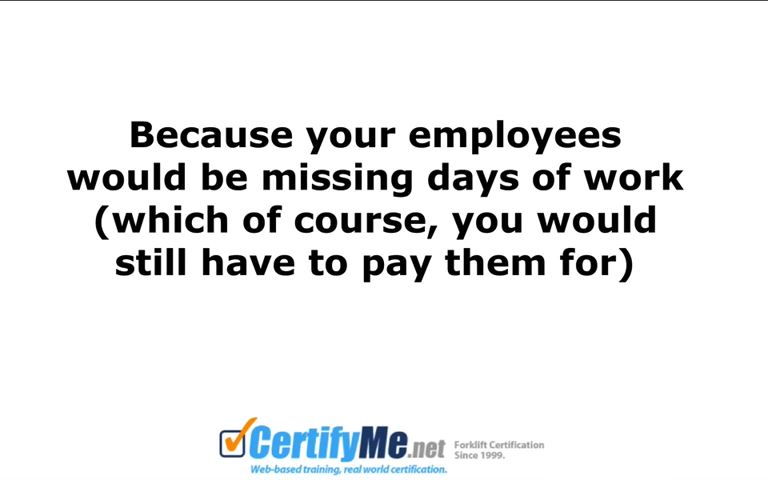 Because your employees
would be missing days of work
(which of course, you would
still have to pay them for)
CertifyMe.net
Forklift Certification
Since 1999.
Web-based training, real world certification.